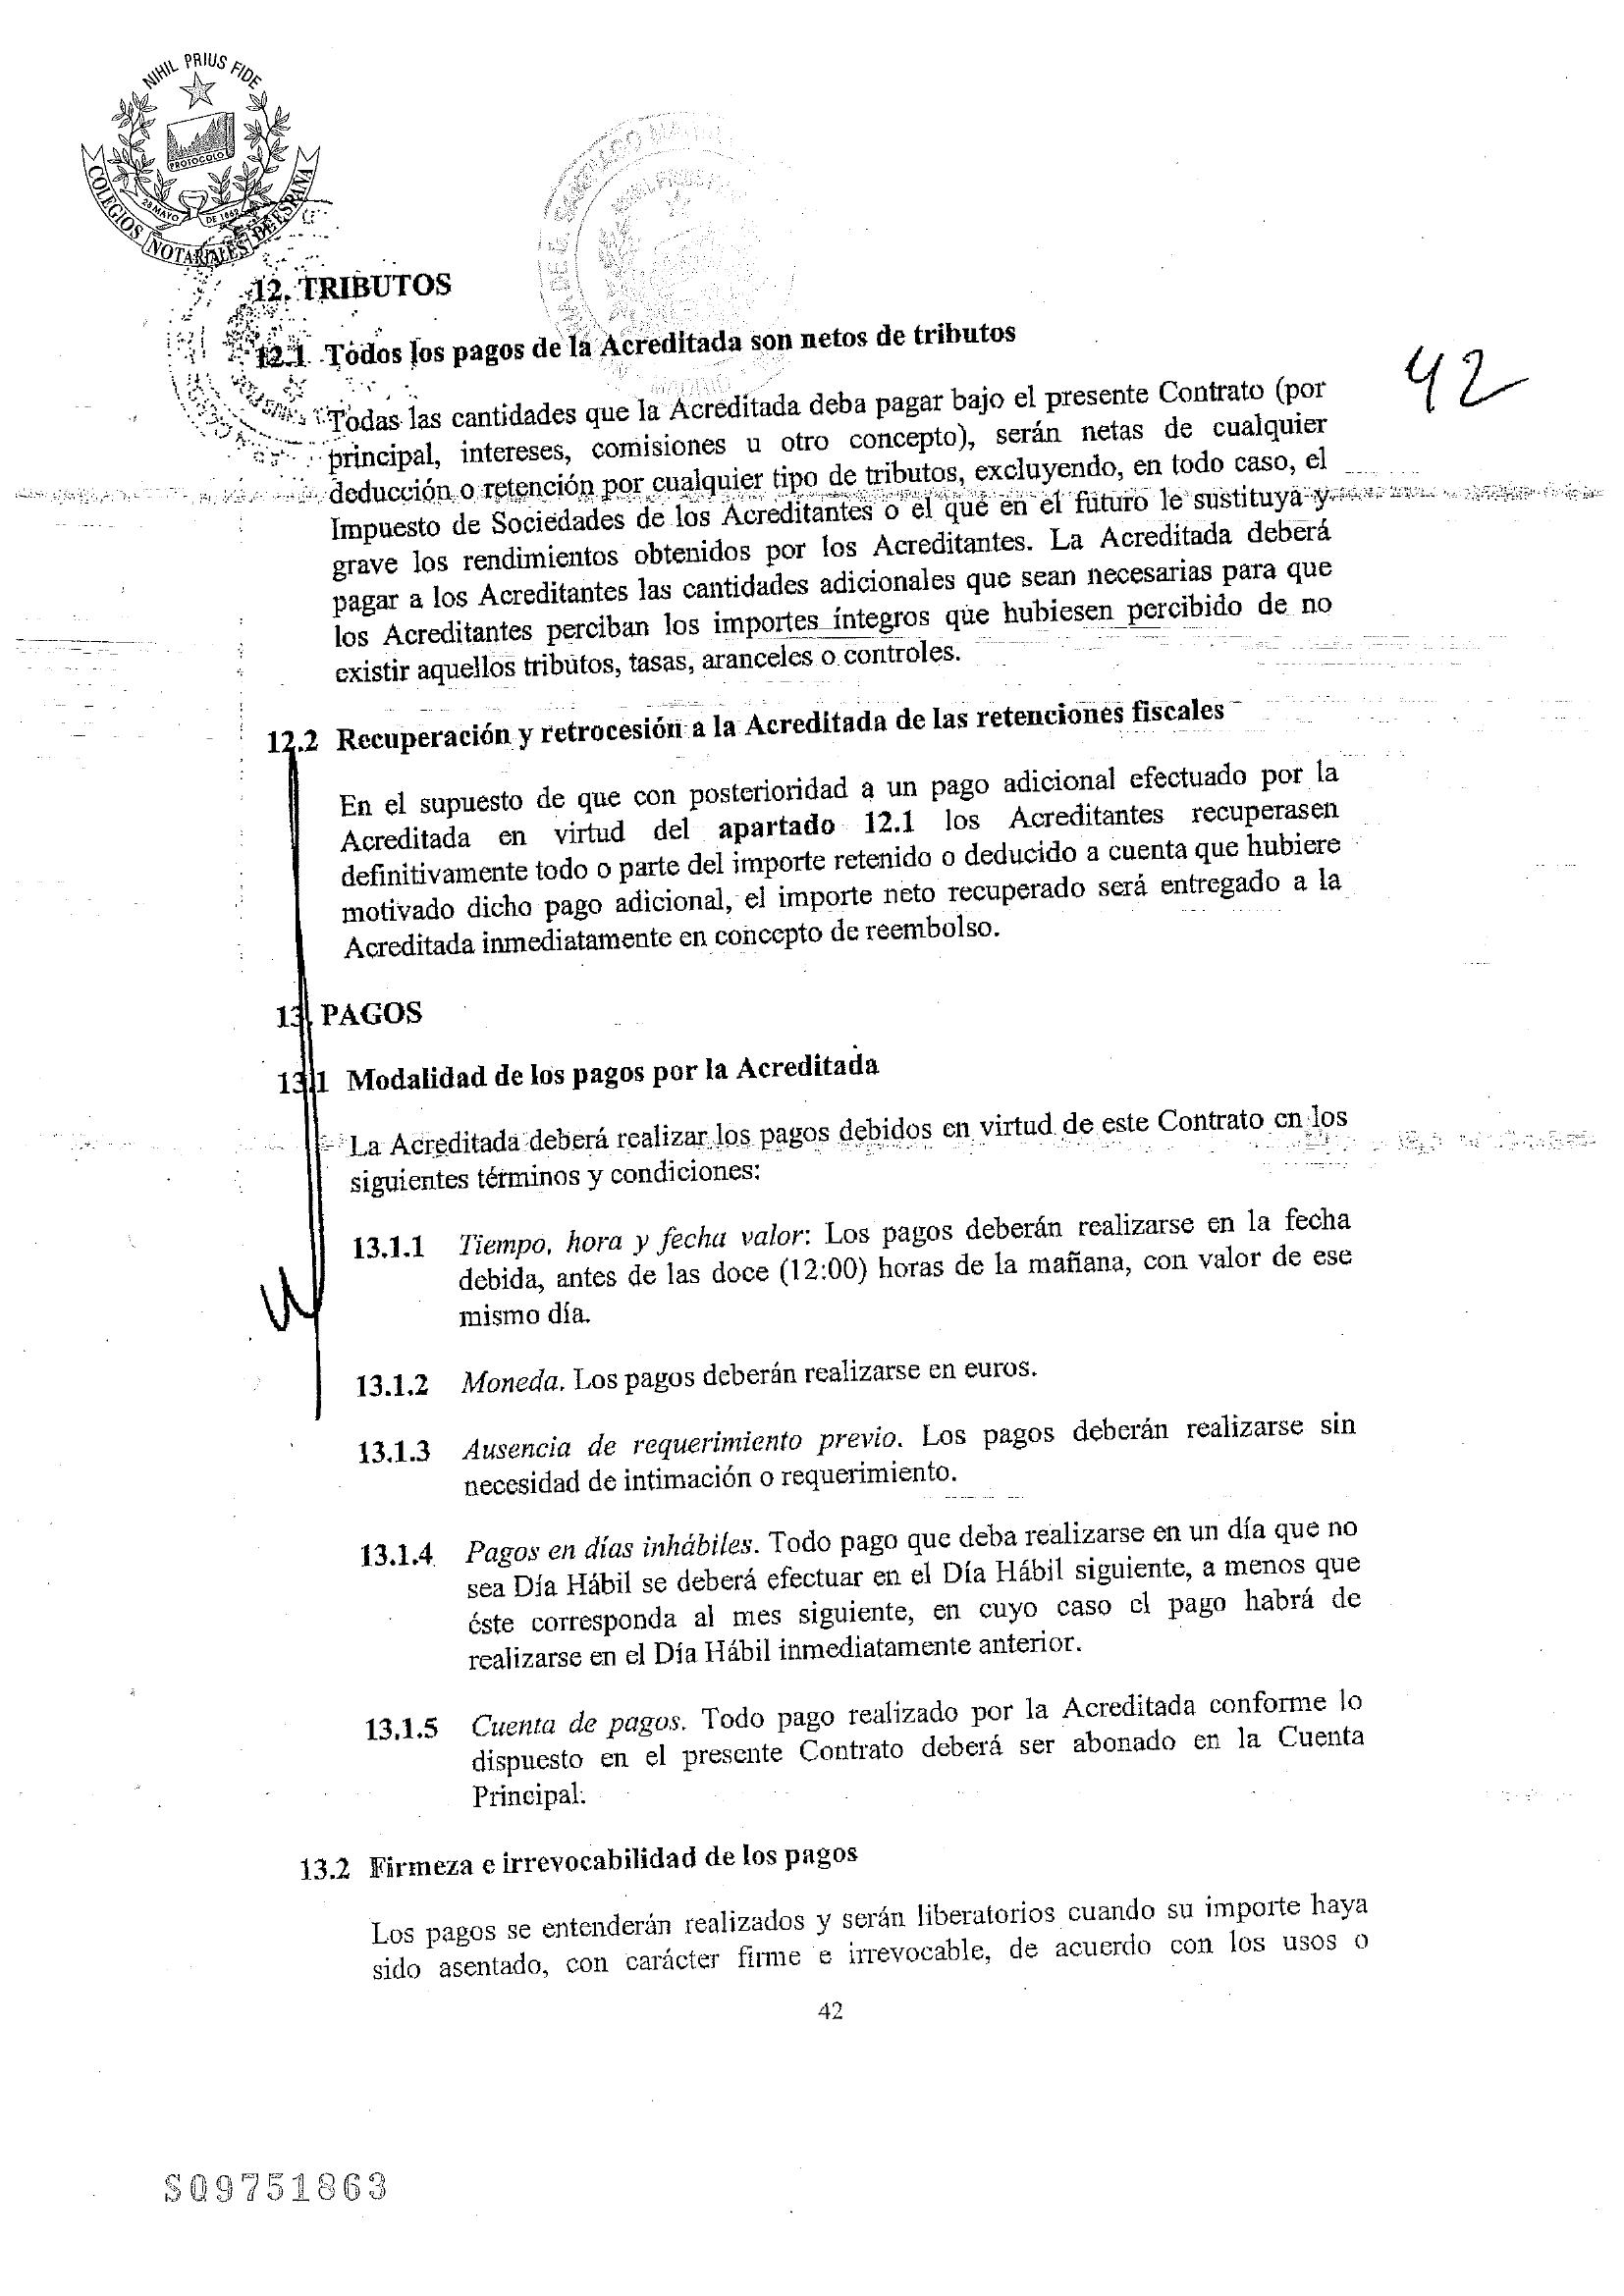 NIHIL PRIUS FIDE
PROTOCOLO
28 MAYO DE 1862
COLEGIOS NOTARIALES DE ESPAÑA
12. TRIBUTOS
12.1 Todos los pagos de la Acreditada son netos de tributos
42
Todas las cantidades que la Acreditada deba pagar bajo el presente Contrato (por
principal, intereses, comisiones u otro concepto), serán netas de cualquier
deducción o retención por cualquier tipo de tributos, excluyendo, en todo caso, el
Impuesto de Sociedades de los Acreditantes o el que en el futuro le sustituya y
grave los rendimientos obtenidos por los Acreditantes. La Acreditada deberá
pagar a los Acreditantes las cantidades adicionales que sean necesarias para que
los Acreditantes perciban los importes íntegros que hubiesen percibido de no
existir aquellos tributos, tasas, aranceles o controles.
12.2 Recuperación y retrocesión a la Acreditada de las retenciones fiscales
En el supuesto de que con posterioridad a un pago adicional efectuado por la
Acreditada en virtud del apartado 12.1 los Acreditantes recuperasen
definitivamente todo o parte del importe retenido o deducido a cuenta que hubiere
motivado dicho pago adicional, el importe neto recuperado será entregado a la
Acreditada inmediatamente en concepto de reembolso.
13. PAGOS
13.1 Modalidad de los pagos por la Acreditada
La Acreditada deberá realizar los pagos debidos en virtud de este Contrato en los
siguientes términos y condiciones:
13.1.1 Tiempo, hora y fecha valor: Los pagos deberán realizarse en la fecha
debida, antes de las doce (12:00) horas de la mañana, con valor de ese
mismo día.
13.1.2 Moneda. Los pagos deberán realizarse en euros.
13.1.3 Ausencia de requerimiento previo. Los pagos deberán realizarse sin
necesidad de intimación o requerimiento.
13.1.4 Pagos en días inhábiles. Todo pago que deba realizarse en un día que no
sea Día Hábil se deberá efectuar en el Día Hábil siguiente, a menos que
éste corresponda al mes siguiente, en cuyo caso el pago habrá de
realizarse en el Día Hábil inmediatamente anterior.
13.1.5 Cuenta de pagos. Todo pago realizado por la Acreditada conforme lo
dispuesto en el presente Contrato deberá ser abonado en la Cuenta
Principal.
13.2 Firmeza e irrevocabilidad de los pagos
Los pagos se entenderán realizados y serán liberatorios cuando su importe haya
sido asentado, con carácter firme e irrevocable, de acuerdo con los usos o
42
SQ9751863